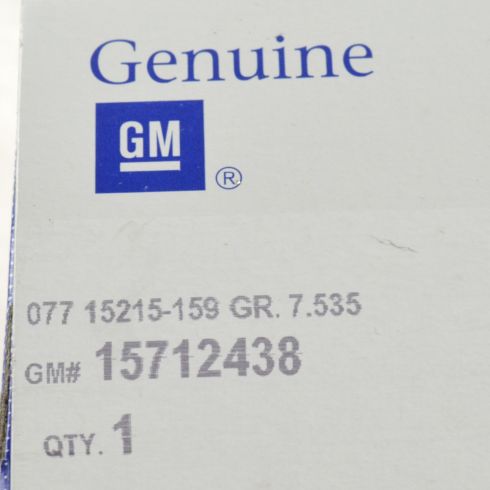 Genuine
GM
®
077 15215-159 GR. 7.535
GM# 15712438
QTY. 1